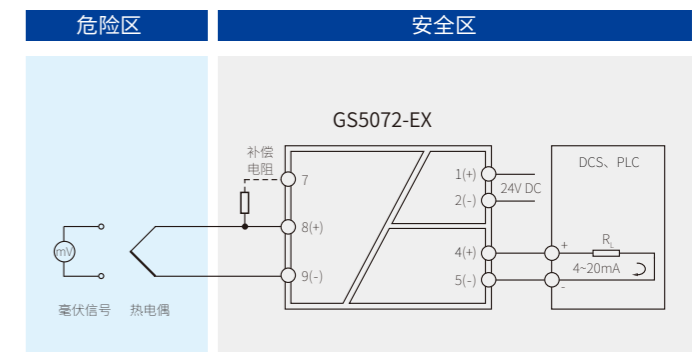 危险区
安全区
GS5072-EX
补偿
电阻
7
1(+)
24V DC
2(-)
DCS、PLC
8(+)
mV
4(+)
+
RL
9(-)
5(-)
-
4~20mA
毫伏信号
热电偶